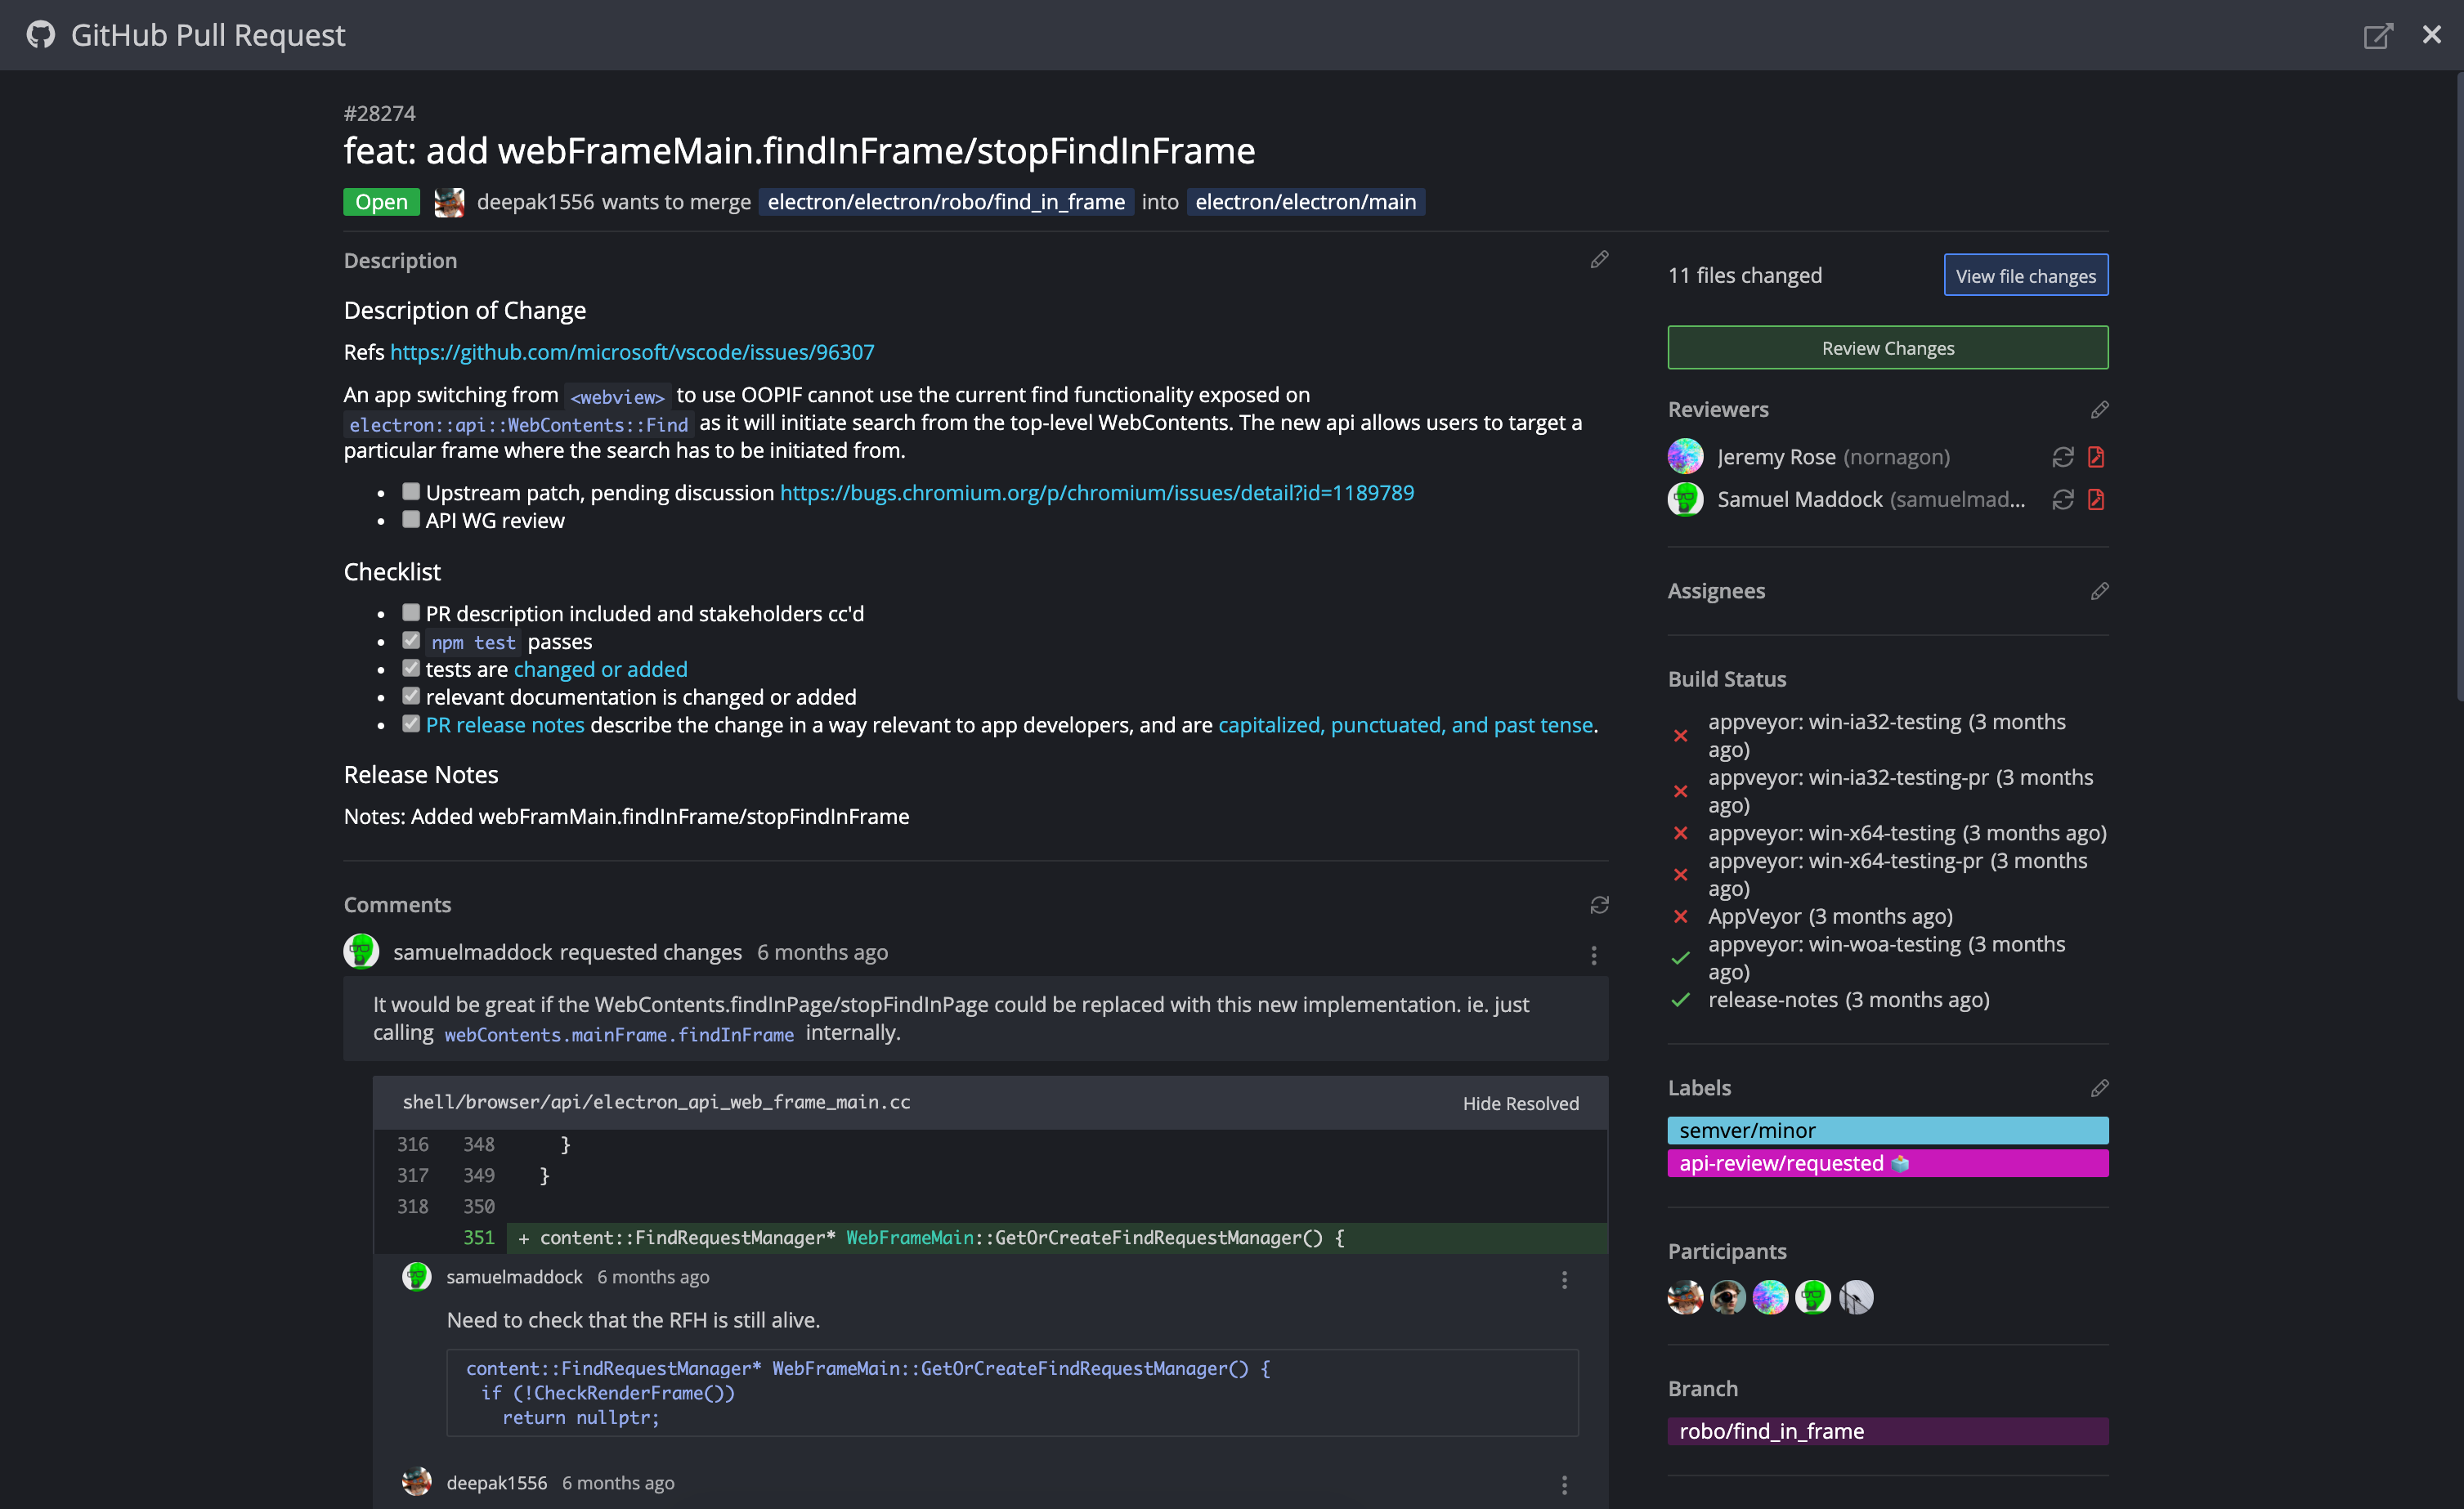 GitHub Pull Request
#28274
feat: add webFrameMain.findInFrame/stopFindInFrame
Open deepak1556 wants to merge electron/electron/robo/find_in_frame into electron/electron/main
Description
Description of Change
Refs https://github.com/microsoft/vscode/issues/96307
An app switching from <webview> to use OOPIF cannot use the current find functionality exposed on
electron::api::WebContents::Find as it will initiate search from the top-level WebContents. The new api allows users to target a
particular frame where the search has to be initiated from.
Upstream patch, pending discussion https://bugs.chromium.org/p/chromium/issues/detail?id=1189789
API WG review
Checklist
PR description included and stakeholders cc'd
npm test passes
tests are changed or added
relevant documentation is changed or added
PR release notes describe the change in a way relevant to app developers, and are capitalized, punctuated, and past tense.
Release Notes
Notes: Added webFramMain.findInFrame/stopFindInFrame
Comments
samuelmaddock requested changes 6 months ago
It would be great if the WebContents.findInPage/stopFindInPage could be replaced with this new implementation. ie. just
calling webContents.mainFrame.findInFrame internally.
shell/browser/api/electron_api_web_frame_main.cc Hide Resolved
316 348 }
317 349 }
318 350
351 + content::FindRequestManager* WebFrameMain::GetOrCreateFindRequestManager() {
samuelmaddock 6 months ago
Need to check that the RFH is still alive.
content::FindRequestManager* WebFrameMain::GetOrCreateFindRequestManager() {
if (!CheckRenderFrame())
return nullptr;
deepak1556 6 months ago
11 files changed View file changes
Review Changes
Reviewers
Jeremy Rose (nornagon)
Samuel Maddock (samuelmad...
Assignees
Build Status
appveyor: win-ia32-testing (3 months
ago)
appveyor: win-ia32-testing-pr (3 months
ago)
appveyor: win-x64-testing (3 months ago)
appveyor: win-x64-testing-pr (3 months
ago)
AppVeyor (3 months ago)
appveyor: win-woa-testing (3 months
ago)
release-notes (3 months ago)
Labels
semver/minor
api-review/requested 🗳️
Participants
Branch
robo/find_in_frame